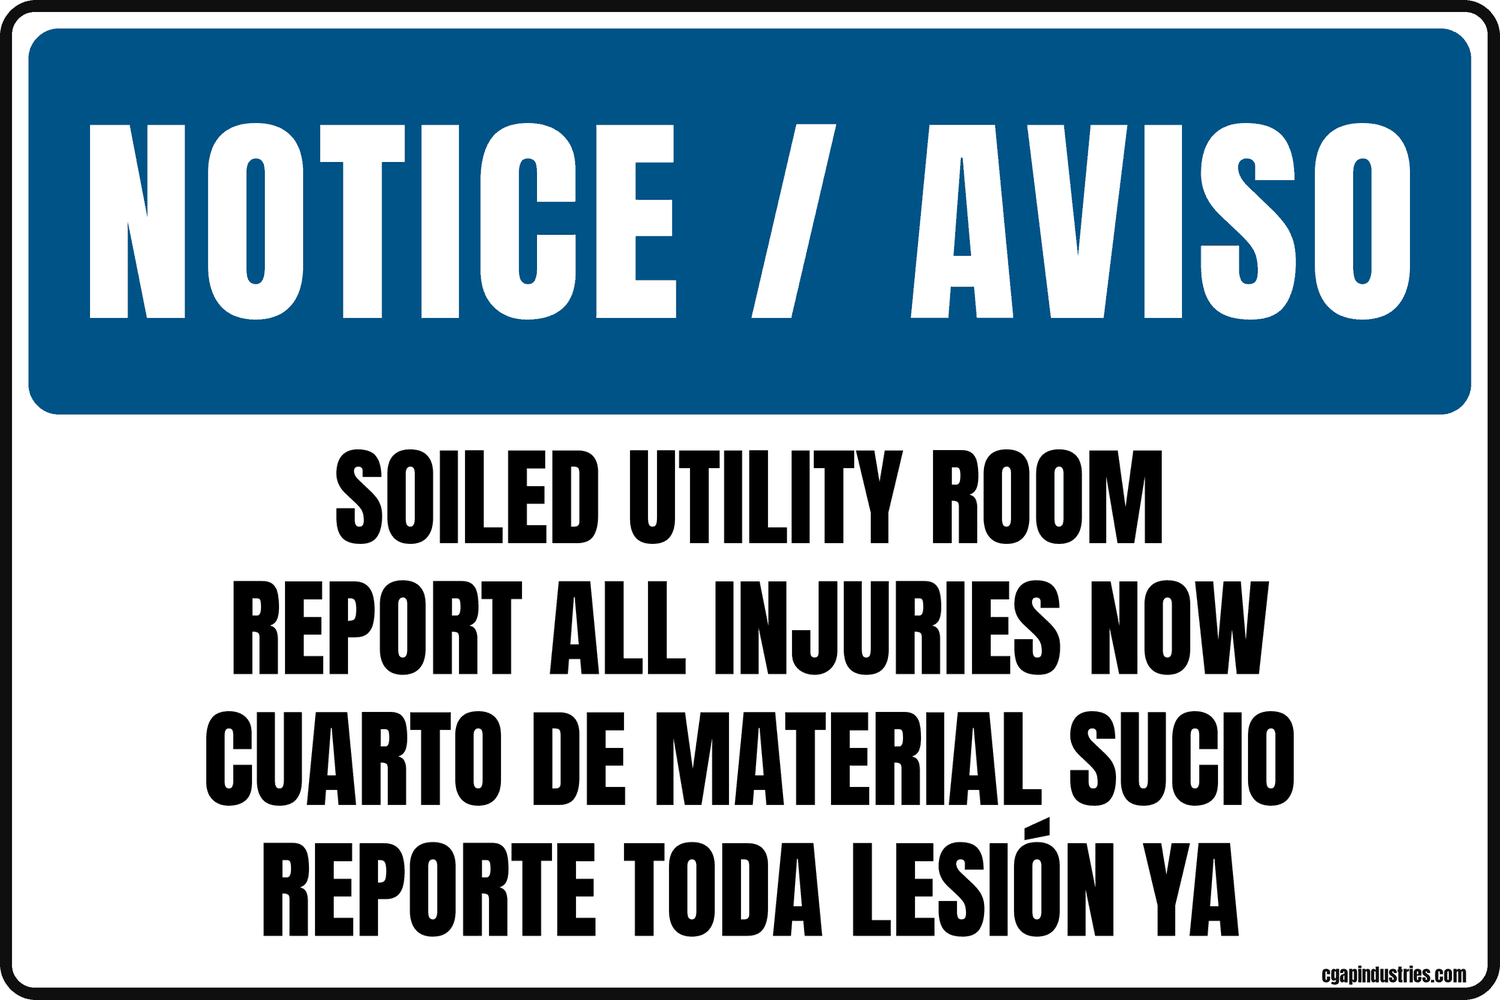 NOTICE / AVISO
SOILED UTILITY ROOM
REPORT ALL INJURIES NOW
CUARTO DE MATERIAL SUCIO
REPORTE TODA LESIÓN YA
cgapindustries.com